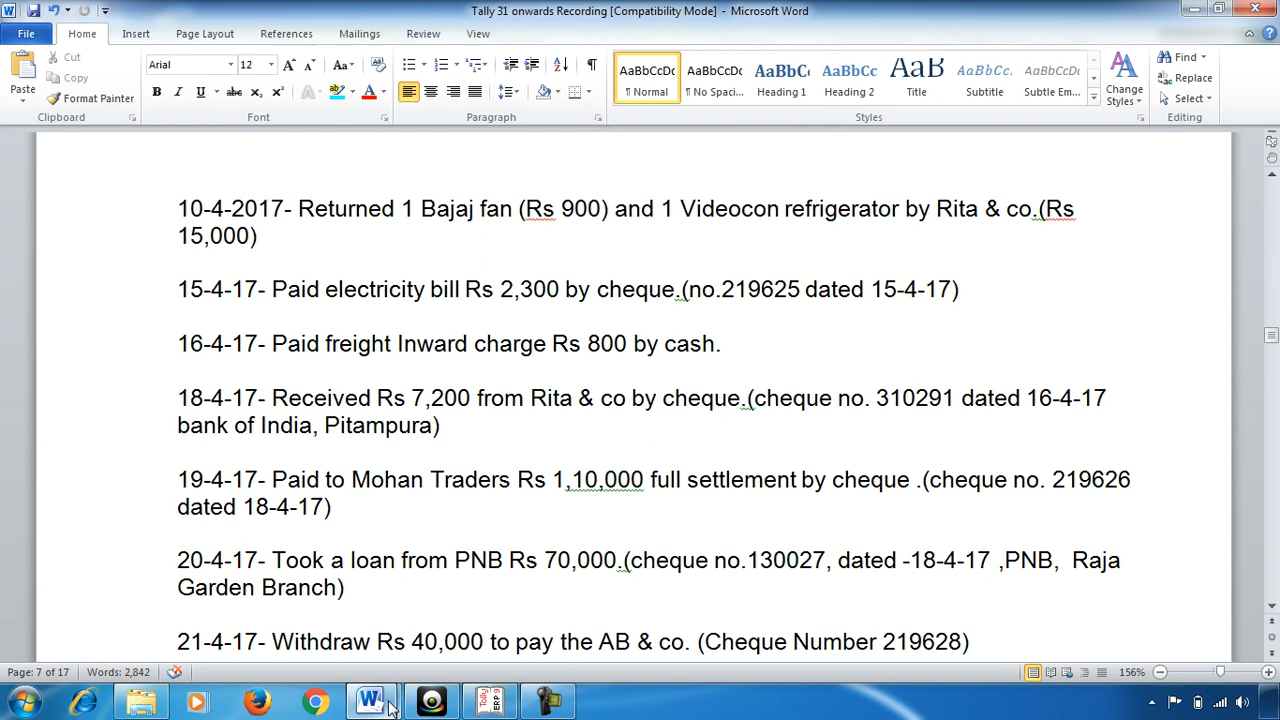 Tally 31 onwards Recording [Compatibility Mode] - Microsoft Word
File Home Insert Page Layout References Mailings Review View
Paste
Cut
Copy
Format Painter
Clipboard
Arial 12
Font
Paragraph
AaBbCcDc AaBbCcDc AaBbC AaBbCc AaB AaBbCcL AaBbCcDc
¶ Normal ¶ No Spaci... Heading 1 Heading 2 Title Subtitle Subtle Em...
Styles
Change Styles
Find
Replace
Select
Editing
10-4-2017- Returned 1 Bajaj fan (Rs 900) and 1 Videocon refrigerator by Rita & co.(Rs
15,000)
15-4-17- Paid electricity bill Rs 2,300 by cheque.(no.219625 dated 15-4-17)
16-4-17- Paid freight Inward charge Rs 800 by cash.
18-4-17- Received Rs 7,200 from Rita & co by cheque.(cheque no. 310291 dated 16-4-17
bank of India, Pitampura)
19-4-17- Paid to Mohan Traders Rs 1,10,000 full settlement by cheque .(cheque no. 219626
dated 18-4-17)
20-4-17- Took a loan from PNB Rs 70,000.(cheque no.130027, dated -18-4-17 ,PNB,  Raja
Garden Branch)
21-4-17- Withdraw Rs 40,000 to pay the AB & co. (Cheque Number 219628)
Page: 7 of 17 Words: 2,842 156%
Tally ERP 9